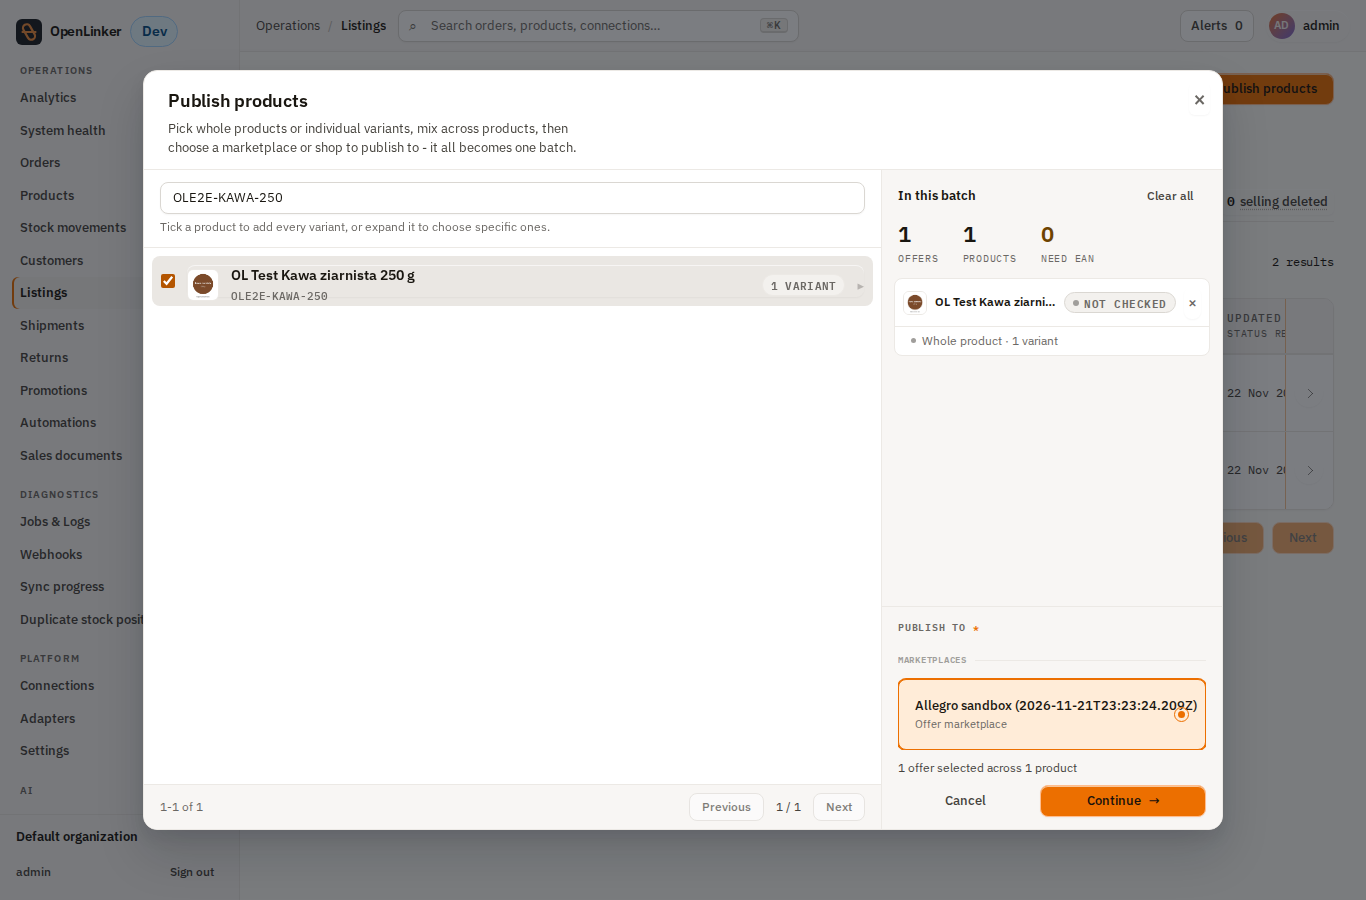 OpenLinker
Dev
Operations / Listings
Search orders, products, connections...
⌘K
Alerts 0
AD
admin
OPERATIONS
Analytics
System health
Orders
Products
Stock movements
Customers
Listings
Shipments
Returns
Promotions
Automations
Sales documents
DIAGNOSTICS
Jobs & Logs
Webhooks
Sync progress
Duplicate stock posit
PLATFORM
Connections
Adapters
Settings
AI
Default organization
admin
Sign out
ublish products
0 selling deleted
2 results
UPDATED
STATUS RE
22 Nov 20
22 Nov 20
ous
Next
Publish products
×
Pick whole products or individual variants, mix across products, then
choose a marketplace or shop to publish to - it all becomes one batch.
OLE2E-KAWA-250
Tick a product to add every variant, or expand it to choose specific ones.
OL Test Kawa ziarnista 250 g
OLE2E-KAWA-250
1 VARIANT
1-1 of 1
Previous
1 / 1
Next
In this batch
Clear all
1
OFFERS
1
PRODUCTS
0
NEED EAN
OL Test Kawa ziarni...
NOT CHECKED
×
Whole product · 1 variant
PUBLISH TO ★
MARKETPLACES
Allegro sandbox (2026-11-21T23:23:24.209Z)
Offer marketplace
1 offer selected across 1 product
Cancel
Continue →